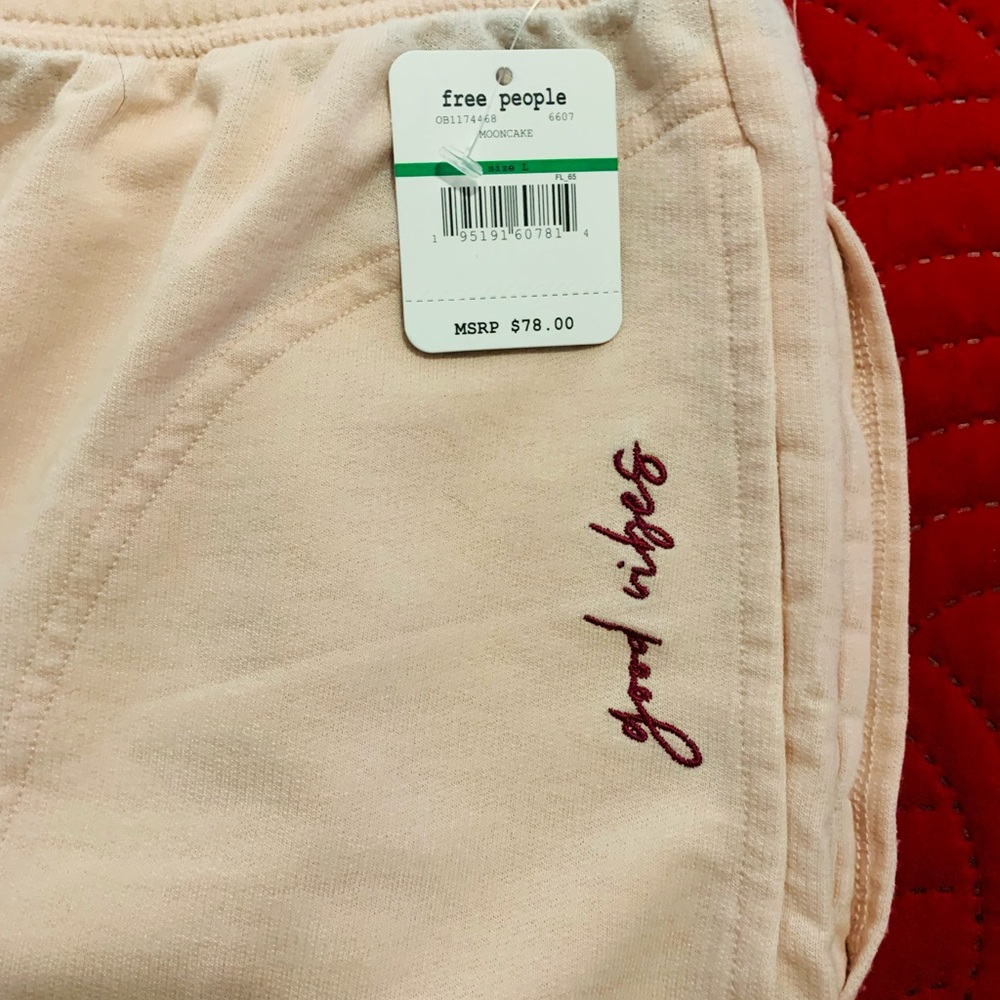 free people
OB1174468 6607
MOONCAKE
size L
FL_65
1 95191 60781 4
MSRP $78.00
good vibes